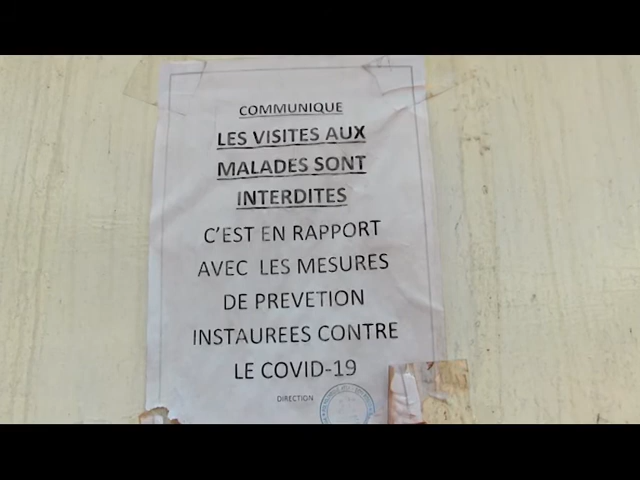 COMMUNIQUE
LES VISITES AUX
MALADES SONT
INTERDITES
C'EST EN RAPPORT
AVEC LES MESURES
DE PREVETION
INSTAUREES CONTRE
LE COVID-19
DIRECTION